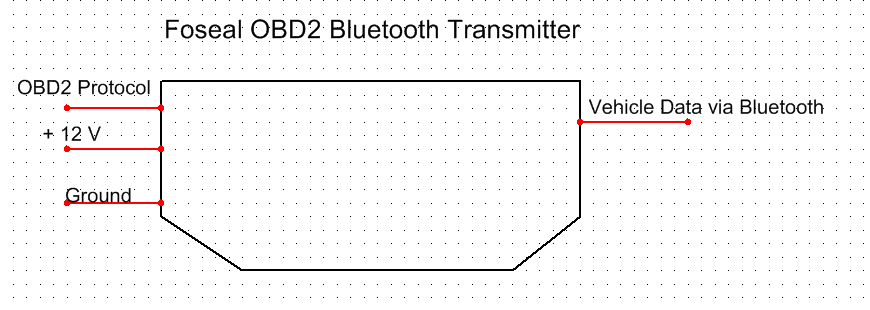 Foseal OBD2 Bluetooth Transmitter
OBD2 Protocol
Vehicle Data via Bluetooth
+ 12 V
Ground